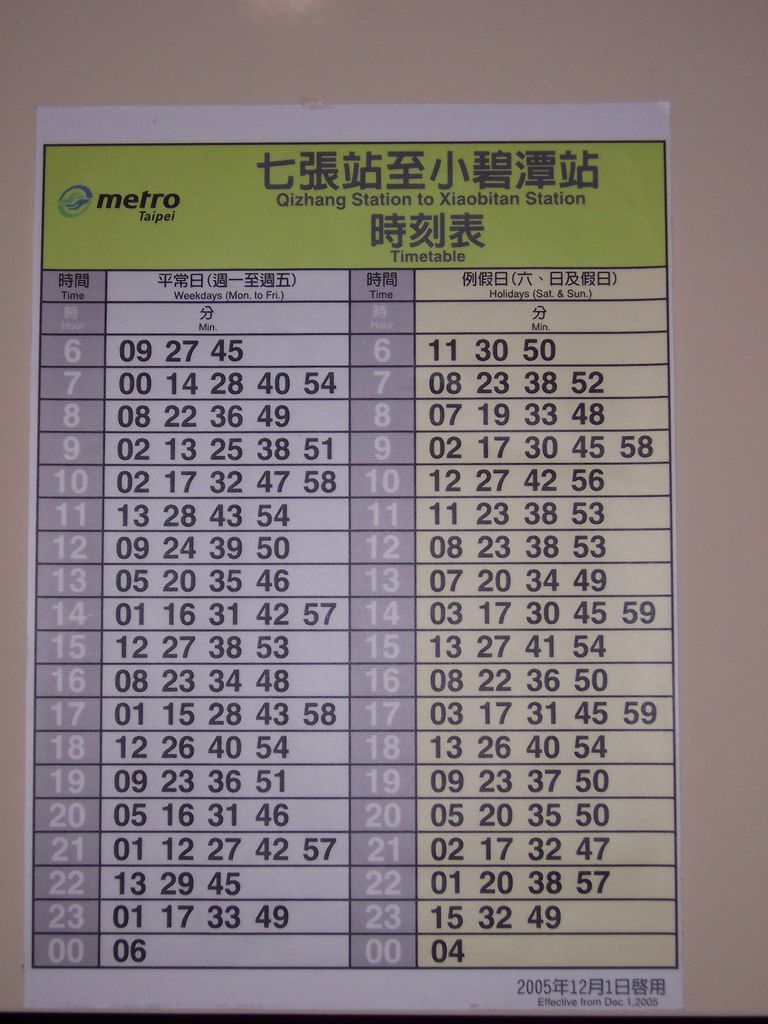 metro
Taipei
七張站至小碧潭站
Qizhang Station to Xiaobitan Station
時刻表
Timetable
時間 平常日(週一至週五) 時間 例假日(六、日及假日)
Time Weekdays (Mon. to Fri.) Time Holidays (Sat. & Sun.)
時 分 時 分
Hour Min. Hour Min.
6 09 27 45 6 11 30 50
7 00 14 28 40 54 7 08 23 38 52
8 08 22 36 49 8 07 19 33 48
9 02 13 25 38 51 9 02 17 30 45 58
10 02 17 32 47 58 10 12 27 42 56
11 13 28 43 54 11 11 23 38 53
12 09 24 39 50 12 08 23 38 53
13 05 20 35 46 13 07 20 34 49
14 01 16 31 42 57 14 03 17 30 45 59
15 12 27 38 53 15 13 27 41 54
16 08 23 34 48 16 08 22 36 50
17 01 15 28 43 58 17 03 17 31 45 59
18 12 26 40 54 18 13 26 40 54
19 09 23 36 51 19 09 23 37 50
20 05 16 31 46 20 05 20 35 50
21 01 12 27 42 57 21 02 17 32 47
22 13 29 45 22 01 20 38 57
23 01 17 33 49 23 15 32 49
00 06 00 04
2005年12月1日啓用
Effective from Dec.1,2005